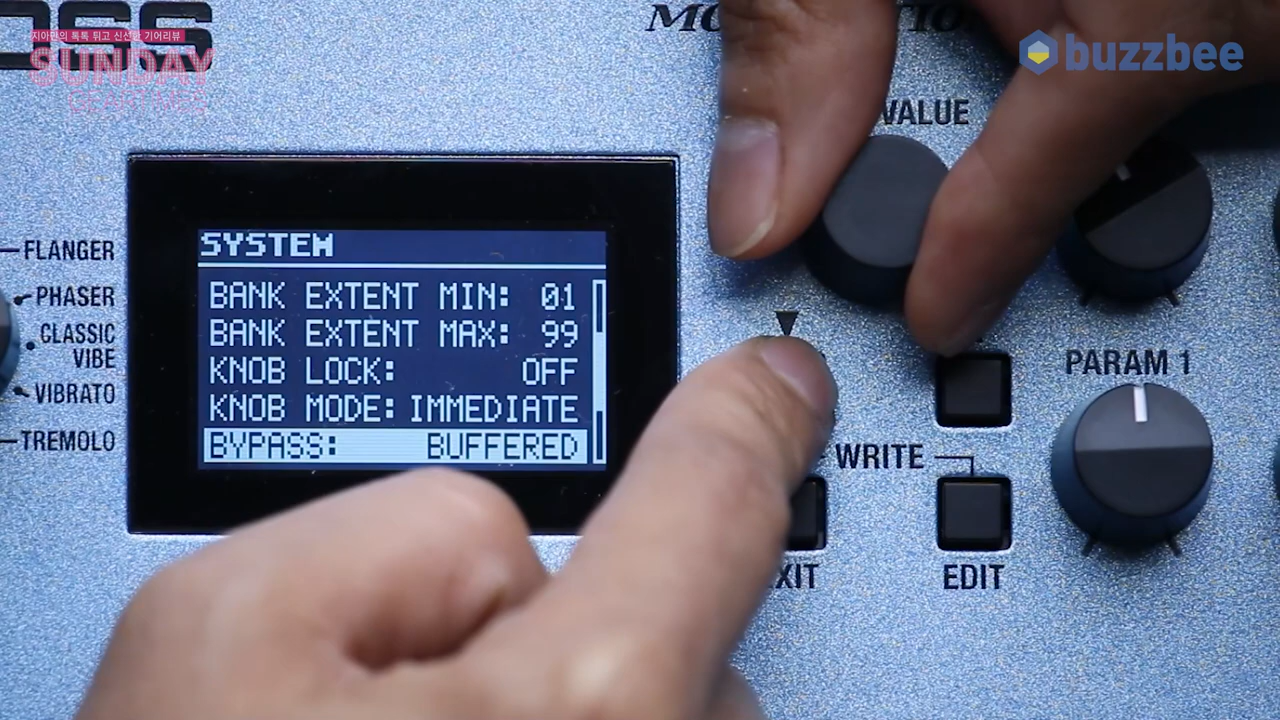 지아민의 톡톡 튀고 신선한 기어리뷰
SUNDAY
buzzbee
VALUE
SYSTEM
BANK EXTENT MIN: 01
BANK EXTENT MAX: 99
KNOB LOCK: OFF
KNOB MODE: IMMEDIATE
BYPASS: BUFFERED
FLANGER
PHASER
CLASSIC
VIBE
VIBRATO
TREMOLO
PARAM 1
WRITE
EDIT